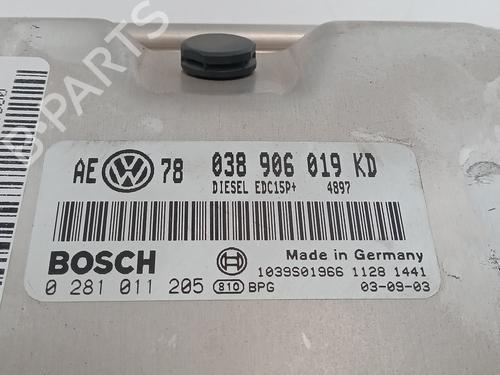 AE VW 78 038 906 019 KD
DIESEL EDC15P+ 4897
BOSCH
Made in Germany
1039S01966 1128 1441
0 281 011 205 810 BPG 03-09-03